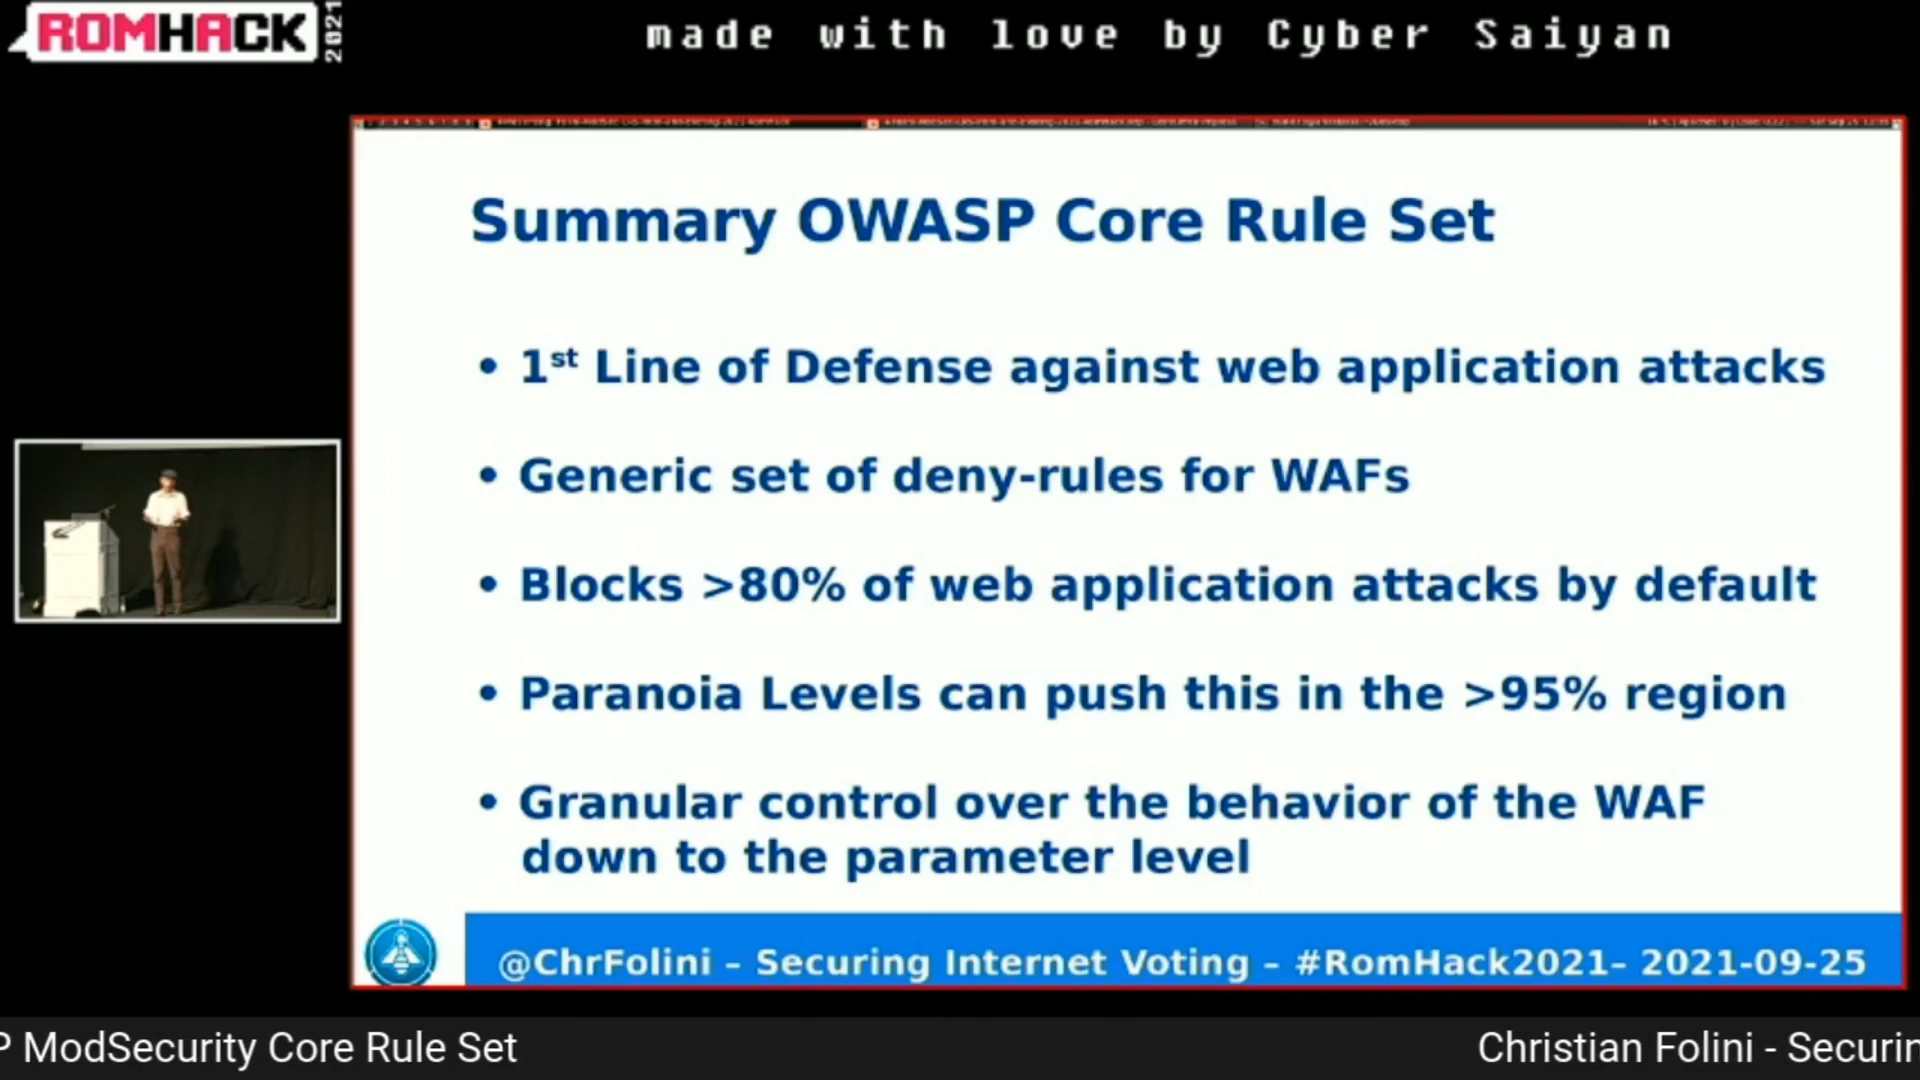 ROMHACK 2021
made with love by Cyber Saiyan
Summary OWASP Core Rule Set
• 1st Line of Defense against web application attacks
• Generic set of deny-rules for WAFs
• Blocks >80% of web application attacks by default
• Paranoia Levels can push this in the >95% region
• Granular control over the behavior of the WAF
down to the parameter level
@ChrFolini – Securing Internet Voting – #RomHack2021– 2021-09-25
P ModSecurity Core Rule Set
Christian Folini - Securin